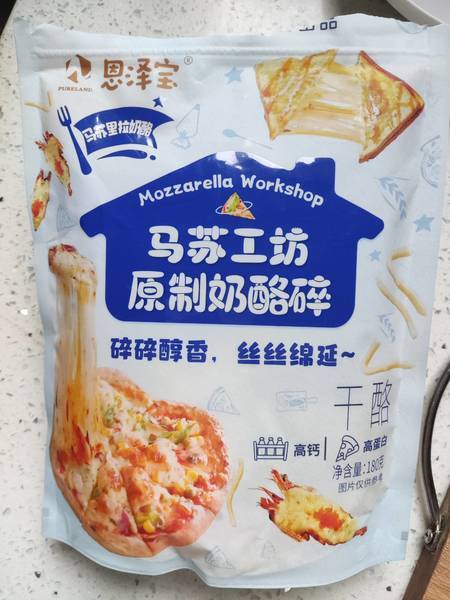 恩泽宝®
PURELAND
马苏里拉奶酪
Mozzarella Workshop
马苏工坊
原制奶酪碎
碎碎醇香，丝丝绵延~
干酪
高钙 高蛋白
净含量:180克
图片仅供参考